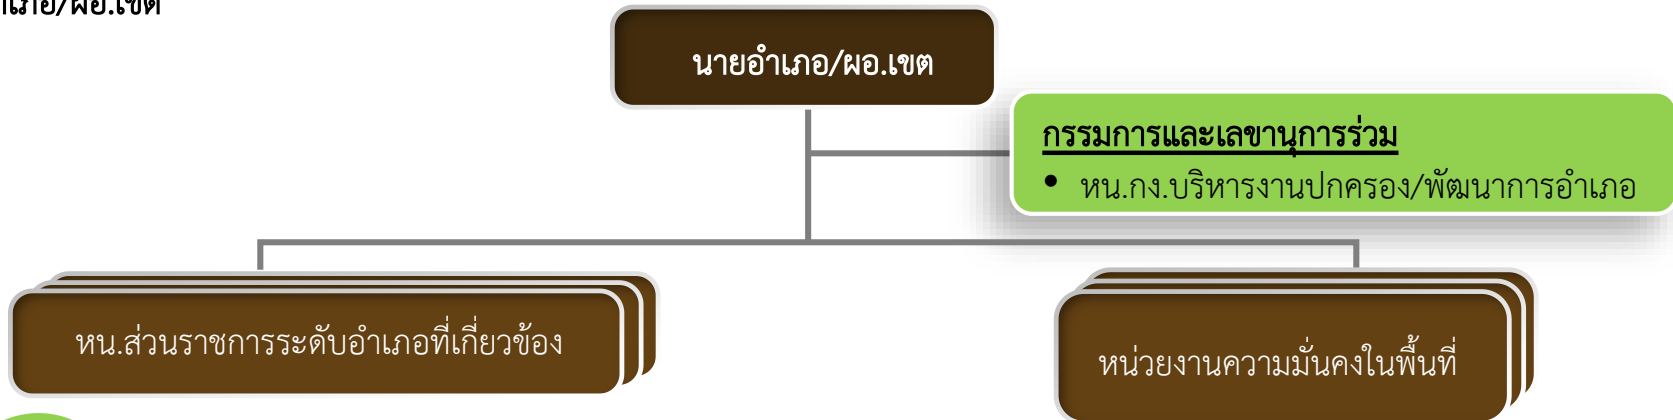 นายอำเภอ/ผอ.เขต
กรรมการและเลขานุการร่วม
• หน.กง.บริหารงานปกครอง/พัฒนาการอำเภอ
หน.ส่วนราชการระดับอำเภอที่เกี่ยวข้อง
หน่วยงานความมั่นคงในพื้นที่